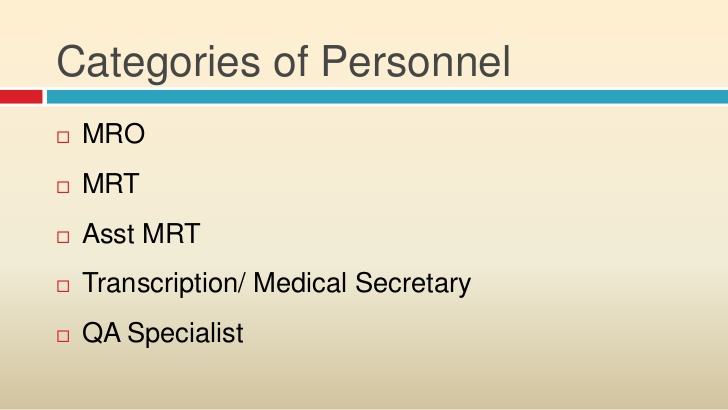 Categories of Personnel
MRO
MRT
Asst MRT
Transcription/ Medical Secretary
QA Specialist